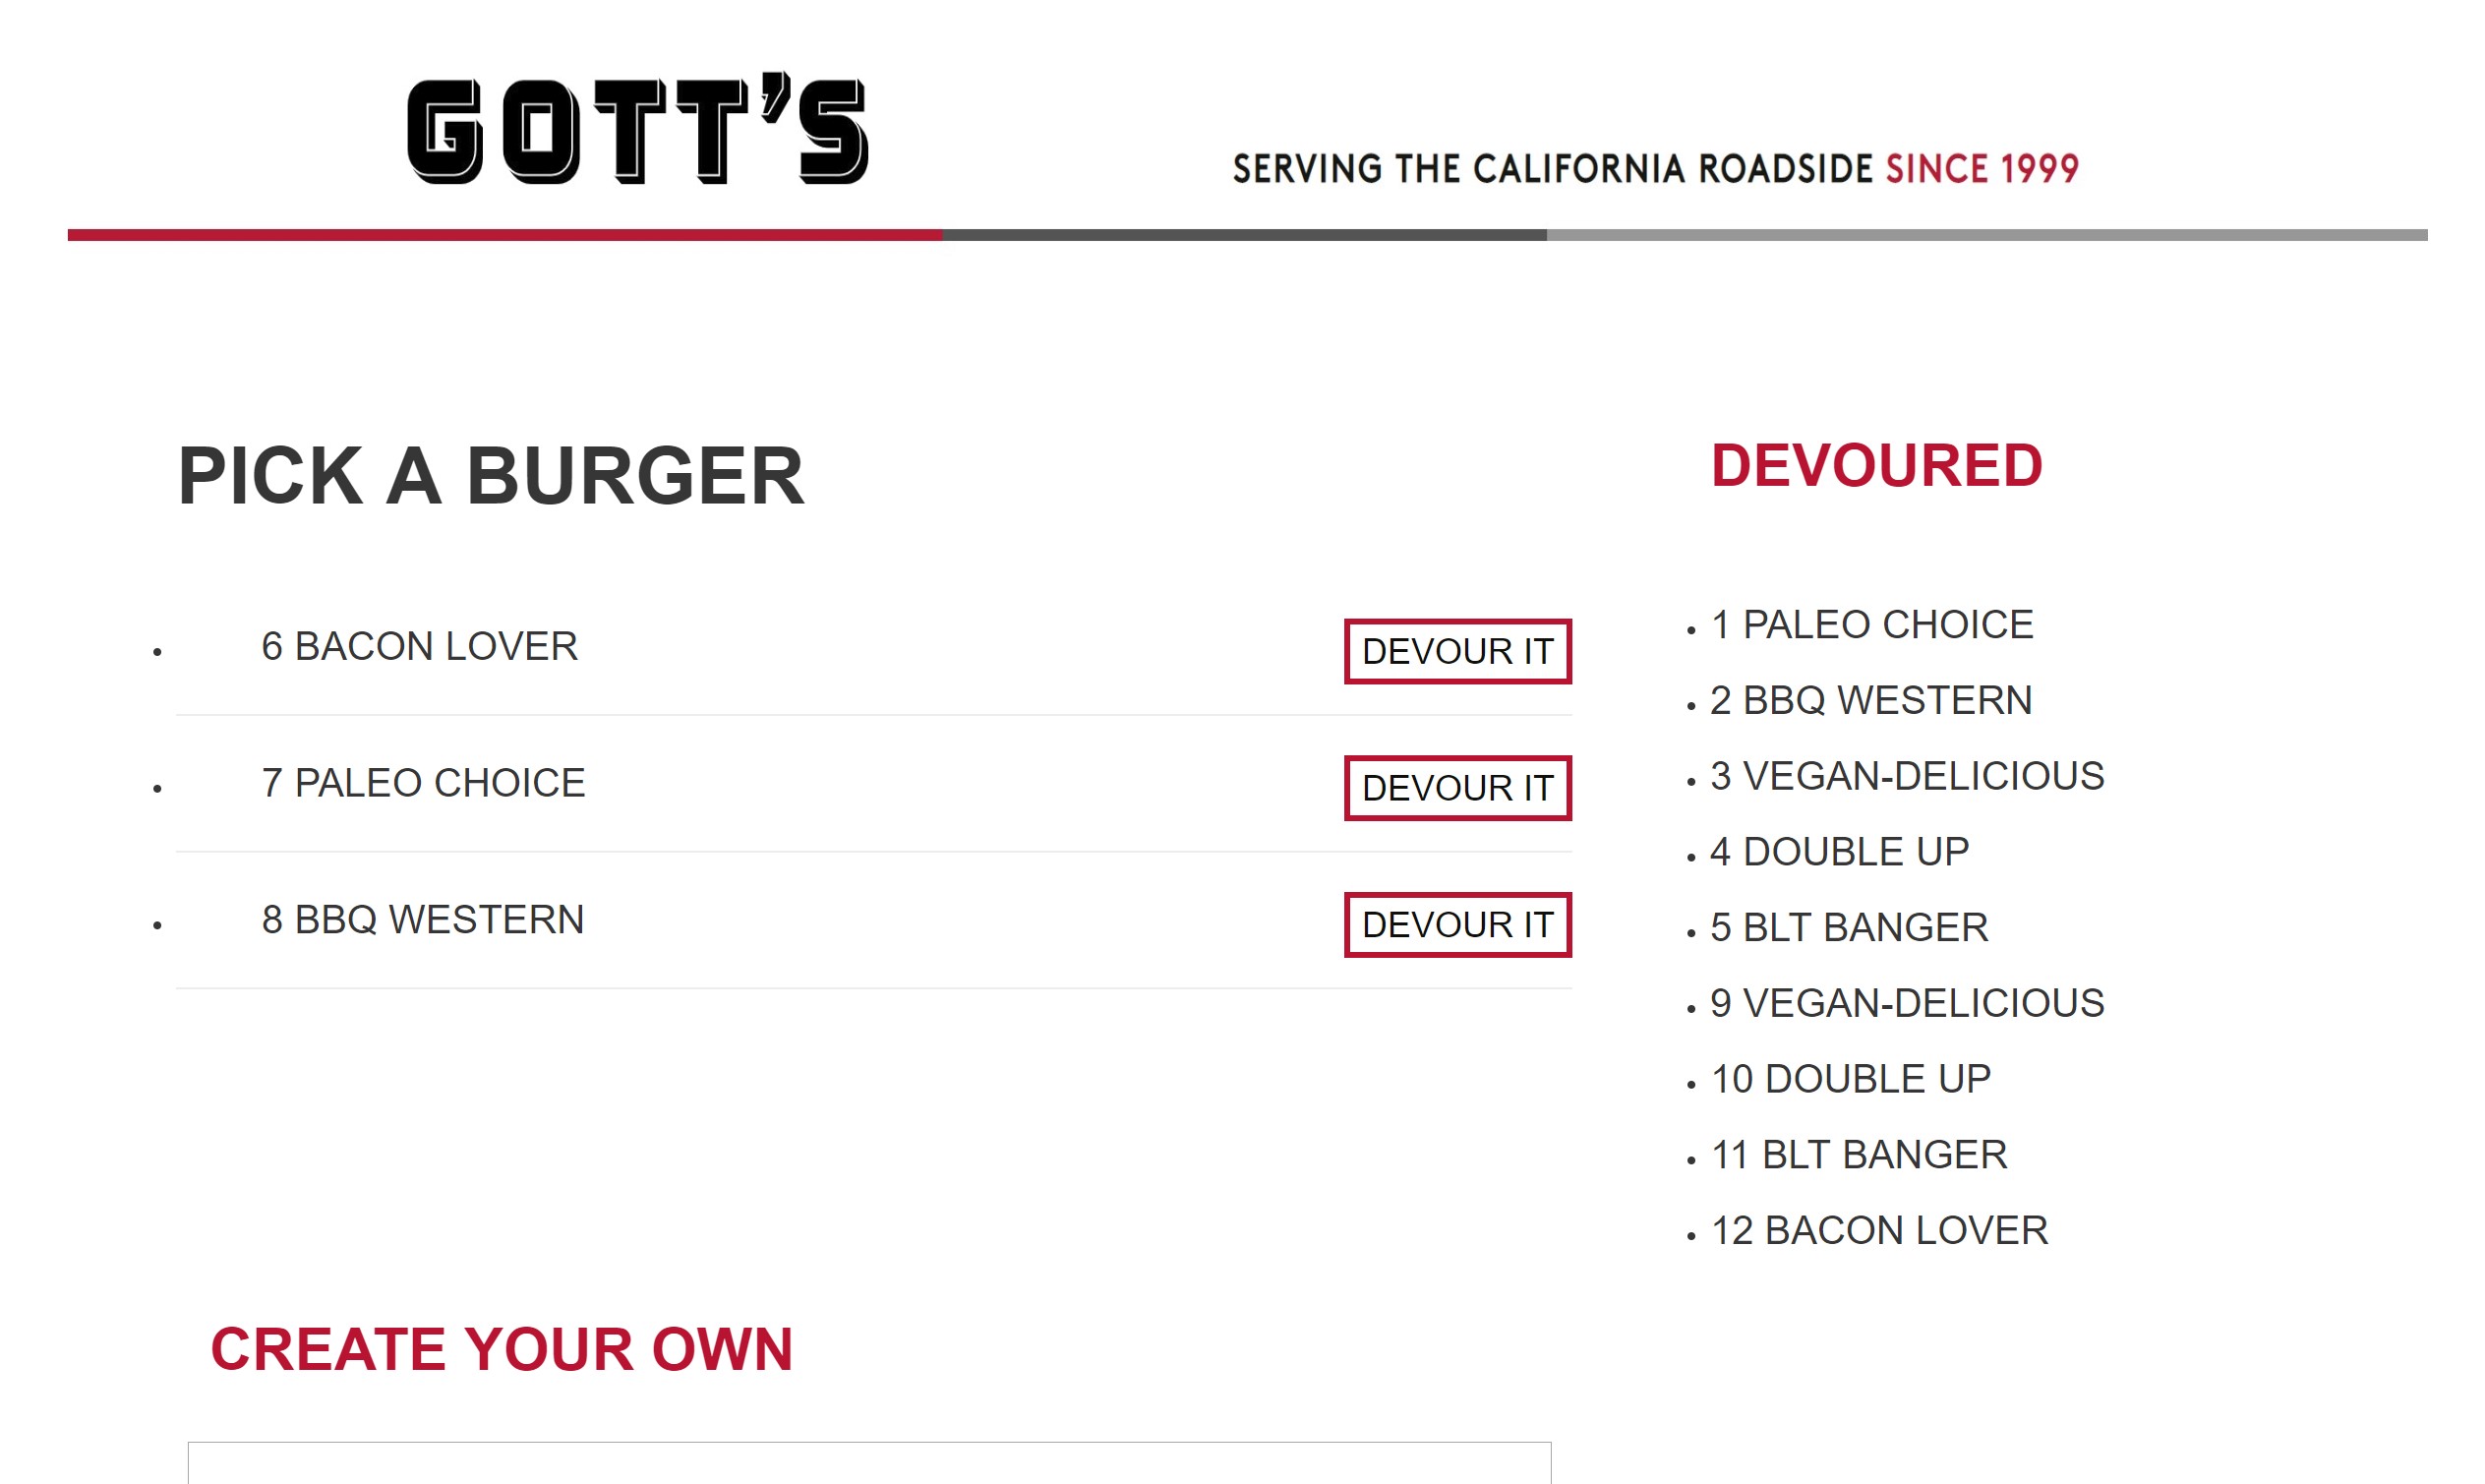 GOTT'S
SERVING THE CALIFORNIA ROADSIDE SINCE 1999
PICK A BURGER
6 BACON LOVER
DEVOUR IT
7 PALEO CHOICE
DEVOUR IT
8 BBQ WESTERN
DEVOUR IT
DEVOURED
1 PALEO CHOICE
2 BBQ WESTERN
3 VEGAN-DELICIOUS
4 DOUBLE UP
5 BLT BANGER
9 VEGAN-DELICIOUS
10 DOUBLE UP
11 BLT BANGER
12 BACON LOVER
CREATE YOUR OWN